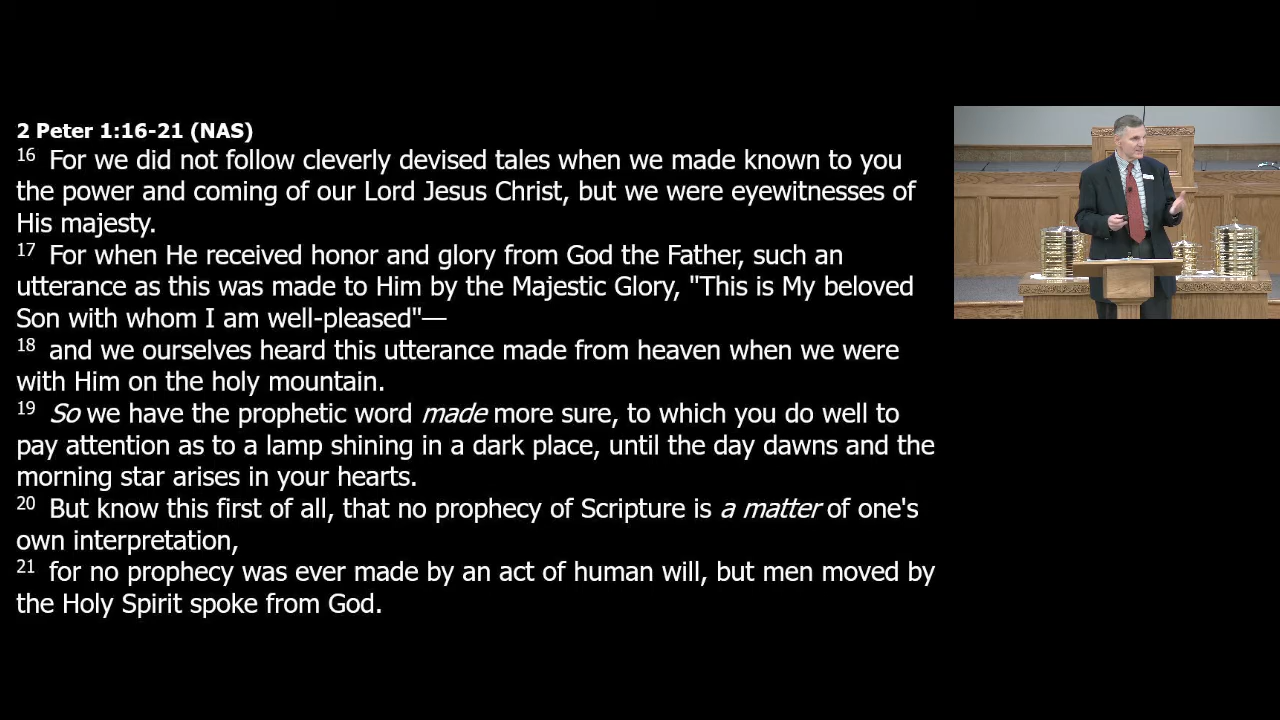 2 Peter 1:16-21 (NAS)
16 For we did not follow cleverly devised tales when we made known to you
the power and coming of our Lord Jesus Christ, but we were eyewitnesses of
His majesty.
17 For when He received honor and glory from God the Father, such an
utterance as this was made to Him by the Majestic Glory, "This is My beloved
Son with whom I am well-pleased"—
18 and we ourselves heard this utterance made from heaven when we were
with Him on the holy mountain.
19 So we have the prophetic word made more sure, to which you do well to
pay attention as to a lamp shining in a dark place, until the day dawns and the
morning star arises in your hearts.
20 But know this first of all, that no prophecy of Scripture is a matter of one's
own interpretation,
21 for no prophecy was ever made by an act of human will, but men moved by
the Holy Spirit spoke from God.